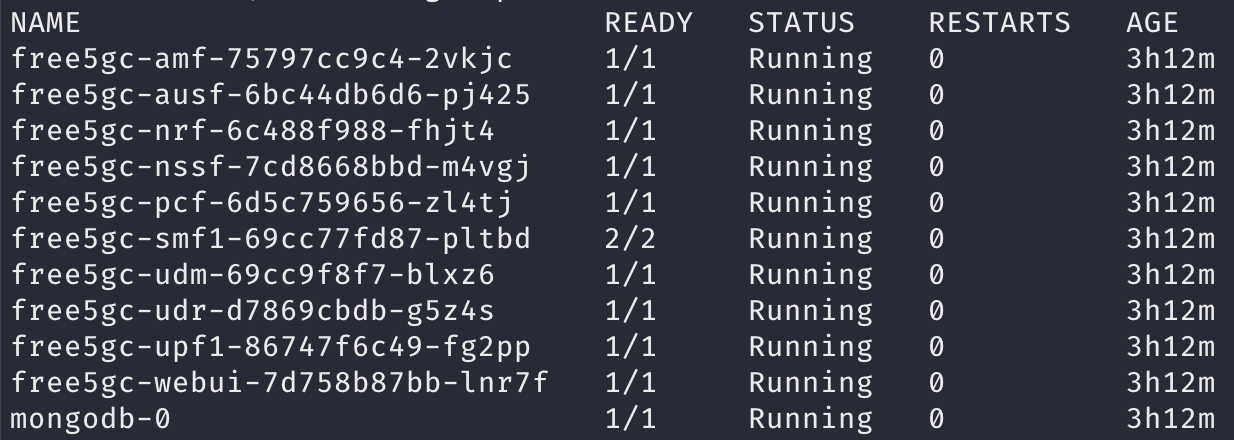 NAME READY STATUS RESTARTS AGE
free5gc-amf-75797cc9c4-2vkjc 1/1 Running 0 3h12m
free5gc-ausf-6bc44db6d6-pj425 1/1 Running 0 3h12m
free5gc-nrf-6c488f988-fhjt4 1/1 Running 0 3h12m
free5gc-nssf-7cd8668bbd-m4vgj 1/1 Running 0 3h12m
free5gc-pcf-6d5c759656-zl4tj 1/1 Running 0 3h12m
free5gc-smf1-69cc77fd87-pltbd 2/2 Running 0 3h12m
free5gc-udm-69cc9f8f7-blxz6 1/1 Running 0 3h12m
free5gc-udr-d7869cbdb-g5z4s 1/1 Running 0 3h12m
free5gc-upf1-86747f6c49-fg2pp 1/1 Running 0 3h12m
free5gc-webui-7d758b87bb-lnr7f 1/1 Running 0 3h12m
mongodb-0 1/1 Running 0 3h12m